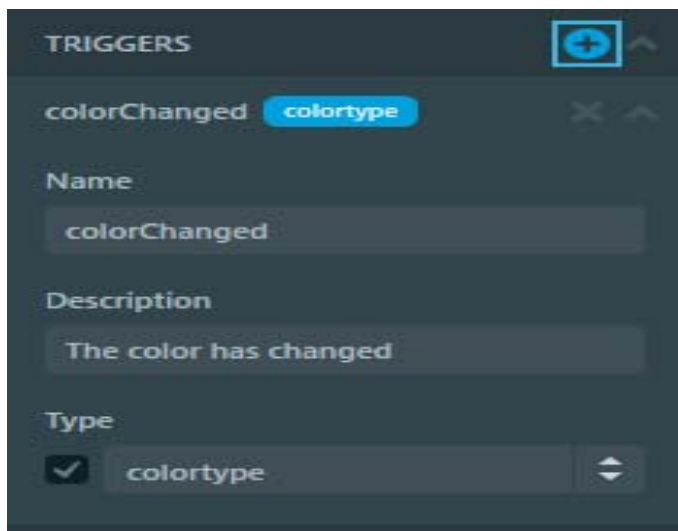 TRIGGERS
colorChanged colortype
Name
colorChanged
Description
The color has changed
Type
colortype